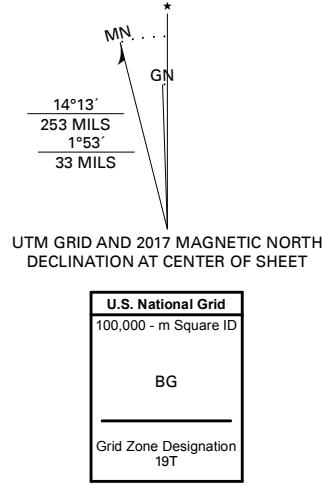 ★
MN
GN
14°13´
253 MILS
1°53´
33 MILS
UTM GRID AND 2017 MAGNETIC NORTH
DECLINATION AT CENTER OF SHEET
U.S. National Grid
100,000 - m Square ID
BG
Grid Zone Designation
19T